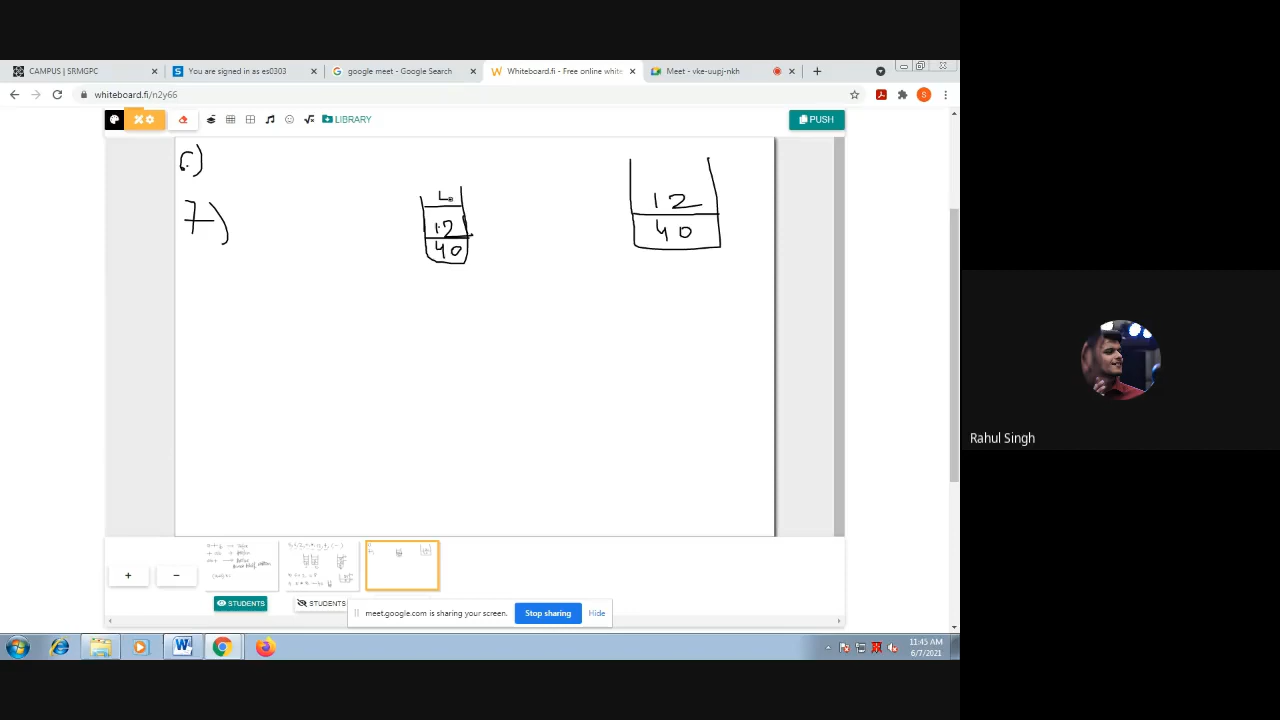 CAMPUS | SRMGPC
You are signed in as es0303
google meet - Google Search
Whiteboard.fi - Free online white
Meet - vke-uupj-nkh
whiteboard.fi/n2y66
LIBRARY
PUSH
6.)
7)
12
40
12
40
STUDENTS
STUDENTS
meet.google.com is sharing your screen.
Stop sharing
Hide
11:45 AM
6/7/2021
Rahul Singh